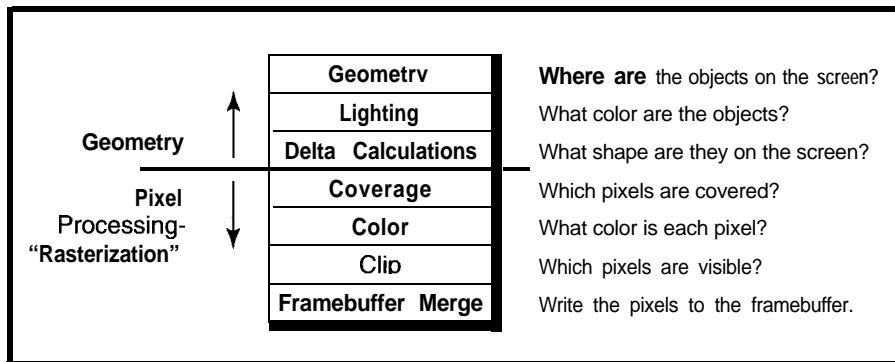 Geometrv
Where are the objects on the screen?
Lighting
What color are the objects?
Geometry
Delta Calculations
What shape are they on the screen?
Pixel
Processing-
“Rasterization”
Coverage
Which pixels are covered?
Color
What color is each pixel?
Clip
Which pixels are visible?
Framebuffer Merge
Write the pixels to the framebuffer.